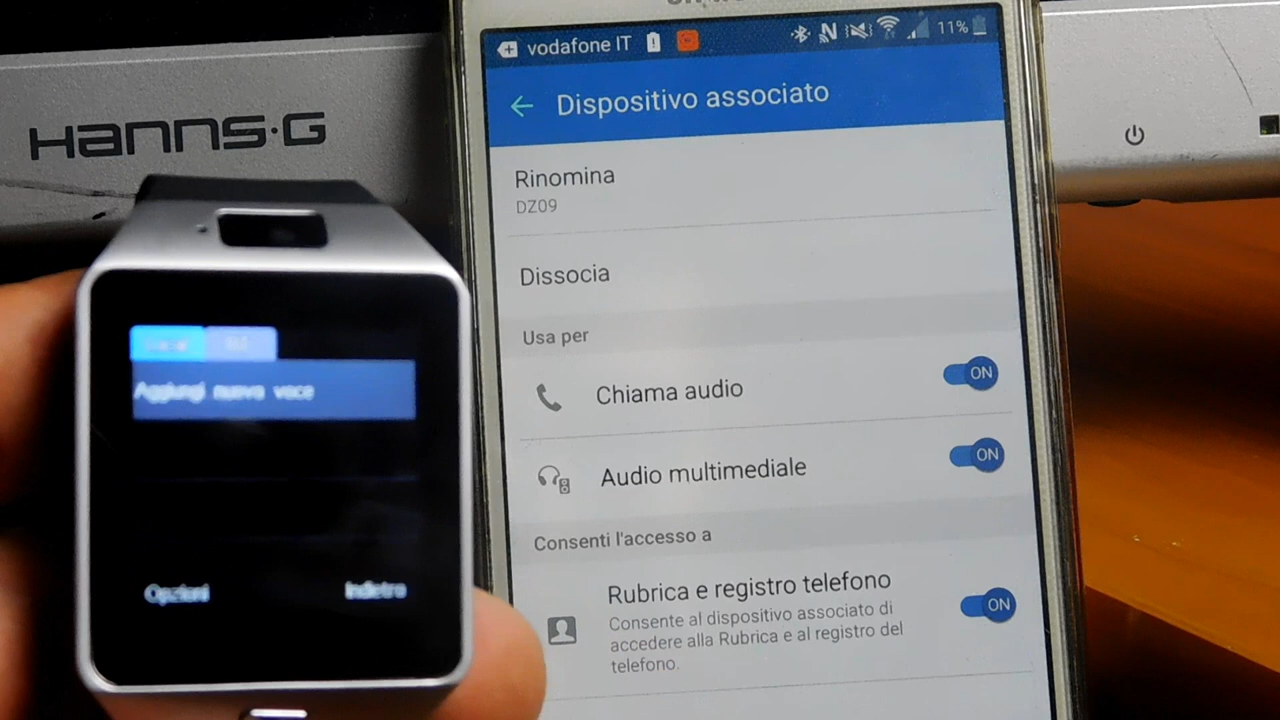 HANNS·G
vodafone IT
11%
Dispositivo associato
Rinomina
DZ09
Dissocia
Usa per
Chiama audio
ON
Audio multimediale
ON
Consenti l'accesso a
Rubrica e registro telefono
ON
Consente al dispositivo associato di
accedere alla Rubrica e al registro del
telefono.
Aggiungi nuova voce
Opzioni
Indietro